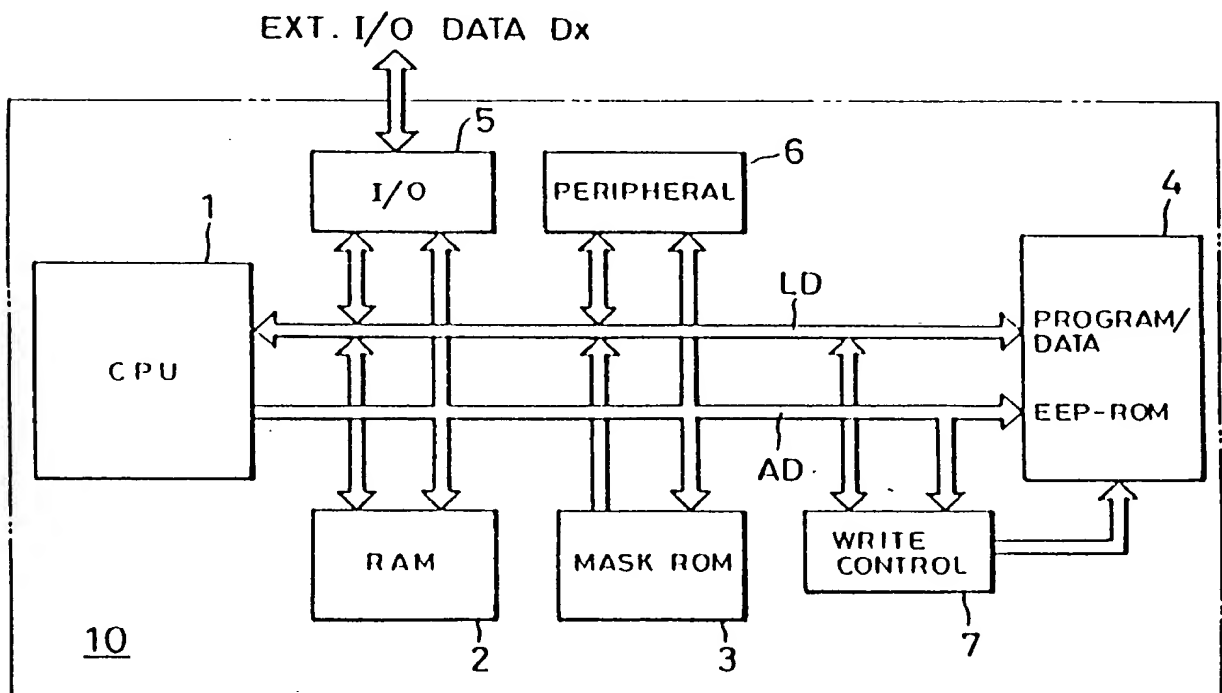 EXT. I/O DATA Dx
5
I/O
6
PERIPHERAL
1
CPU
4
PROGRAM/
DATA
EEP-ROM
LD
AD
RAM
2
MASK ROM
3
WRITE
CONTROL
7
10